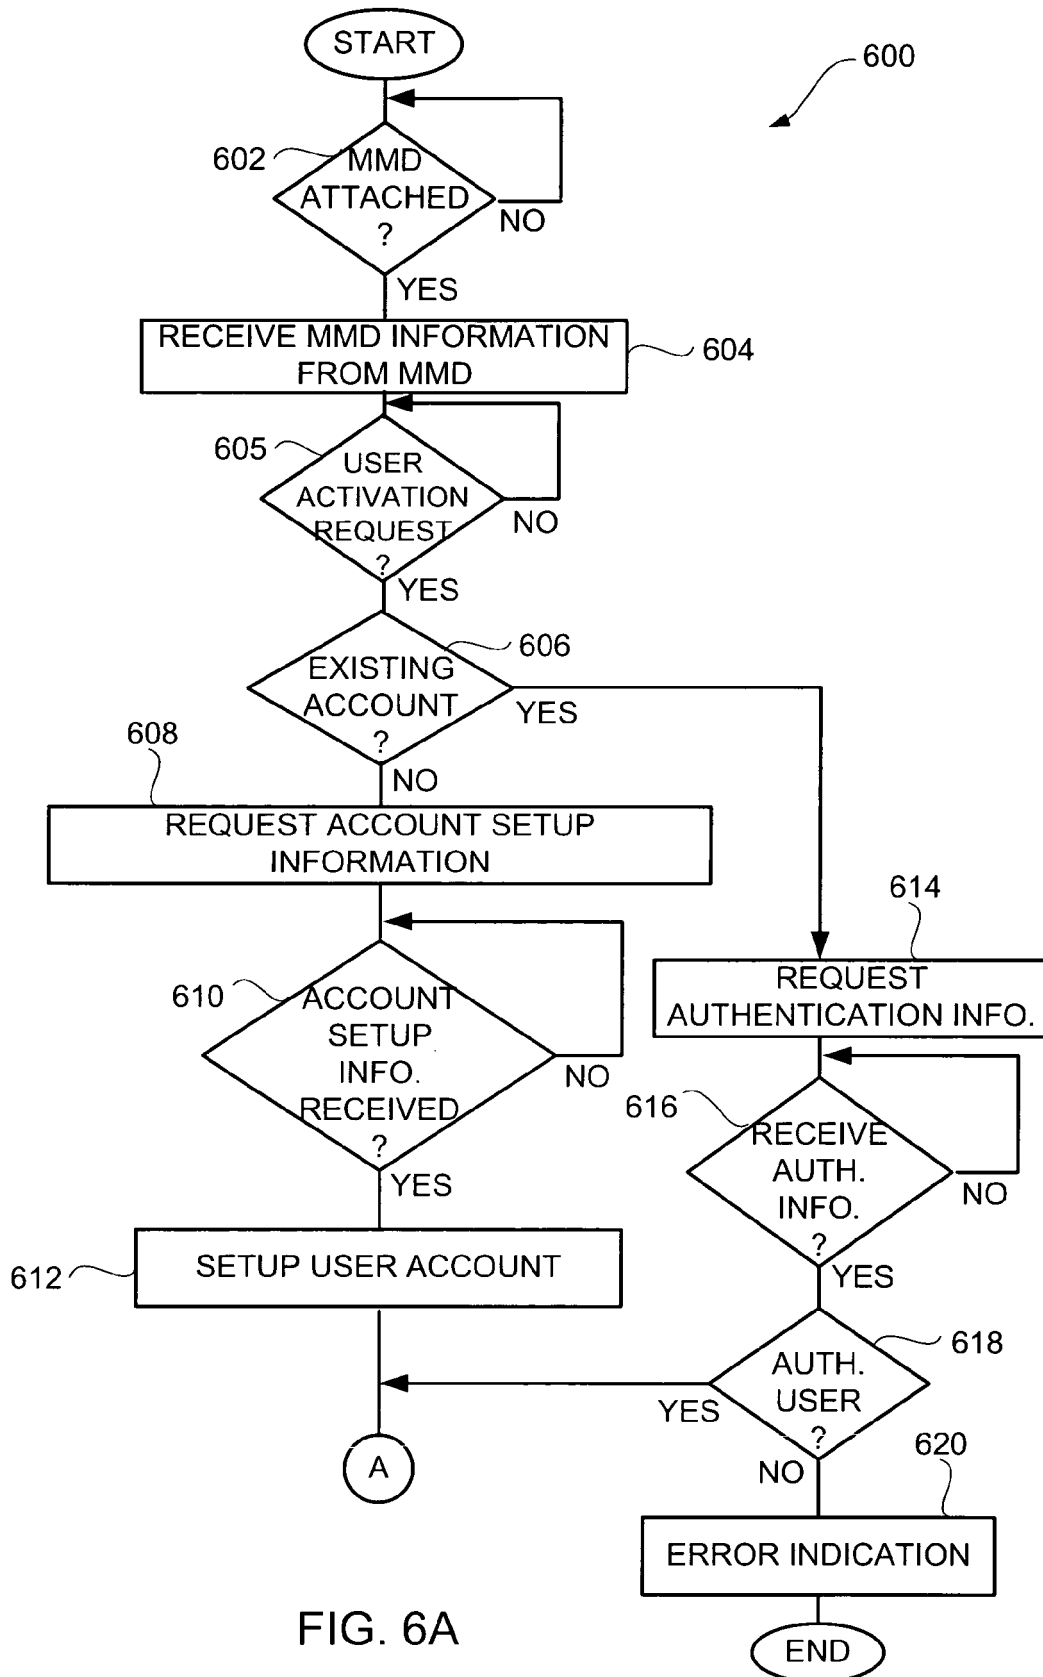 START
600
602
MMD
ATTACHED
?
NO
YES
RECEIVE MMD INFORMATION
FROM MMD
604
605
USER
ACTIVATION
REQUEST
?
NO
YES
606
EXISTING
ACCOUNT
?
YES
NO
608
REQUEST ACCOUNT SETUP
INFORMATION
610
ACCOUNT
SETUP
INFO.
RECEIVED
?
NO
YES
612
SETUP USER ACCOUNT
614
REQUEST
AUTHENTICATION INFO.
616
RECEIVE
AUTH.
INFO.
?
NO
YES
618
AUTH.
USER
?
YES
NO
A
620
ERROR INDICATION
END
FIG. 6A